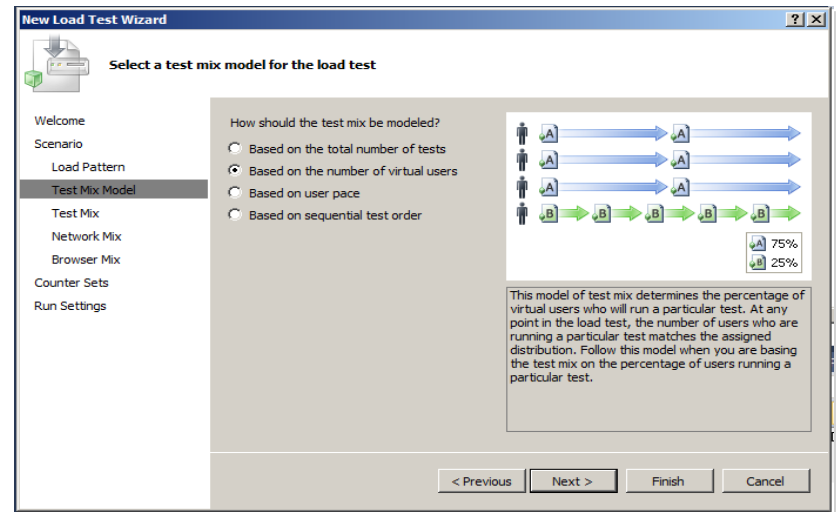 New Load Test Wizard
Select a test mix model for the load test
Welcome
Scenario
Load Pattern
Test Mix Model
Test Mix
Network Mix
Browser Mix
Counter Sets
Run Settings
How should the test mix be modeled?
Based on the total number of tests
Based on the number of virtual users
Based on user pace
Based on sequential test order
A A
A A
A A
B B B B B
A 75%
B 25%
This model of test mix determines the percentage of
virtual users who will run a particular test. At any
point in the load test, the number of users who are
running a particular test matches the assigned
distribution. Follow this model when you are basing
the test mix on the percentage of users running a
particular test.
< Previous Next > Finish Cancel